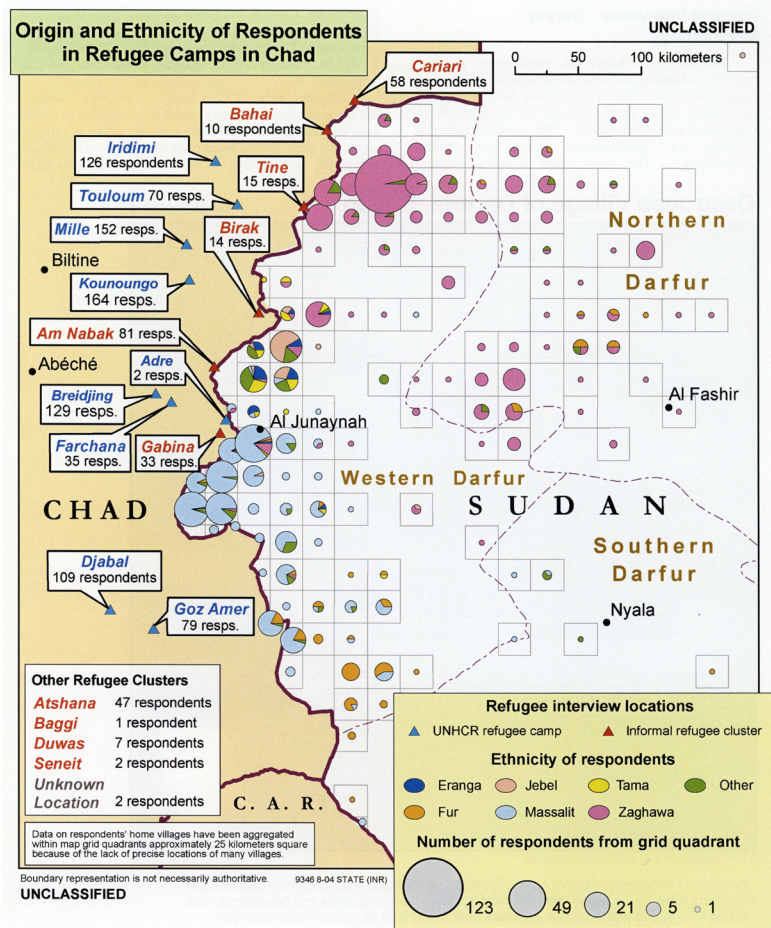 Origin and Ethnicity of Respondents
in Refugee Camps in Chad
UNCLASSIFIED
0 50 100 kilometers
Cariari
58 respondents
Bahai
10 respondents
Iridimi
126 respondents
Tine
15 resps.
Touloum 70 resp.
Birak
14 resp.
Mille 152 resp.
Northern
Darfur
Biltine
Kounoungo
164 resps.
Am Nabak 81 resp.
Adre
2 resps.
Abéché
Breidjing
129 resps.
Al Fashir
Al Junaynah
Farchana
35 resp.
Gabina
33 resp.
Western Darfur
CHAD
SUDAN
Southern
Darfur
Djabal
109 respondents
Goz Amer
79 resps.
Nyala
Other Refugee Clusters
Atshana 47 respondents
Baggi 1 respondent
Duwas 7 respondents
Seneit 2 respondents
Unknown
Location 2 respondents
C. A. R.
Data on respondents' home villages have been aggregated
within map grid quadrants approximately 25 kilometers square
because of the lack of precise locations of many villages.
Refugee interview locations
UNHCR refugee camp Informal refugee cluster
Ethnicity of respondents
Eranga Jebel Tama Other
Fur Massalit Zaghawa
Number of respondents from grid quadrant
123 49 21 5 1
Boundary representation is not necessarily authoritative. 9346 8-04 STATE (INR)
UNCLASSIFIED